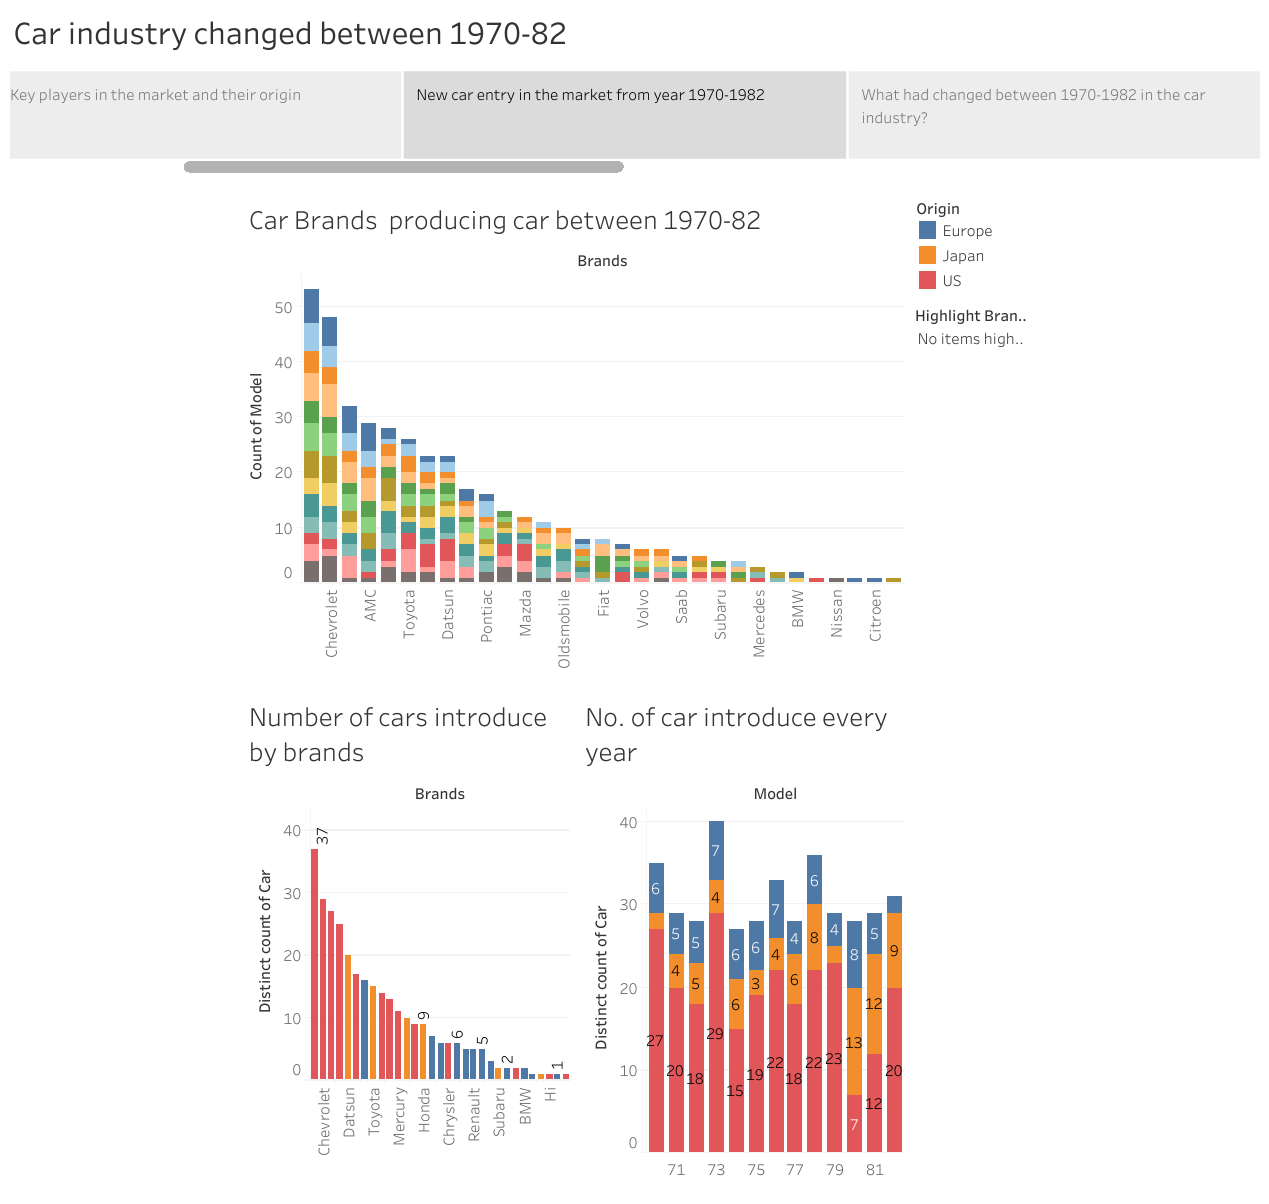 Car industry changed between 1970-82
Key players in the market and their origin
New car entry in the market from year 1970-1982
What had changed between 1970-1982 in the car
industry?
Car Brands  producing car between 1970-82
Origin
Europe
Japan
US
Highlight Bran..
No items high..
Brands
Count of Model
50
40
30
20
10
0
Chevrolet
AMC
Toyota
Datsun
Pontiac
Mazda
Oldsmobile
Fiat
Volvo
Saab
Subaru
Mercedes
BMW
Nissan
Citroen
Number of cars introduce
by brands
Brands
Distinct count of Car
40
30
20
10
0
37
9
6
5
2
1
Chevrolet
Datsun
Toyota
Mercury
Honda
Chrysler
Renault
Subaru
BMW
Hi
No. of car introduce every
year
Model
Distinct count of Car
40
30
20
10
0
6
27
5
4
20
5
5
18
7
4
29
6
6
15
6
3
19
7
4
22
4
6
18
6
8
22
4
23
8
13
7
5
12
12
9
20
71
73
75
77
79
81